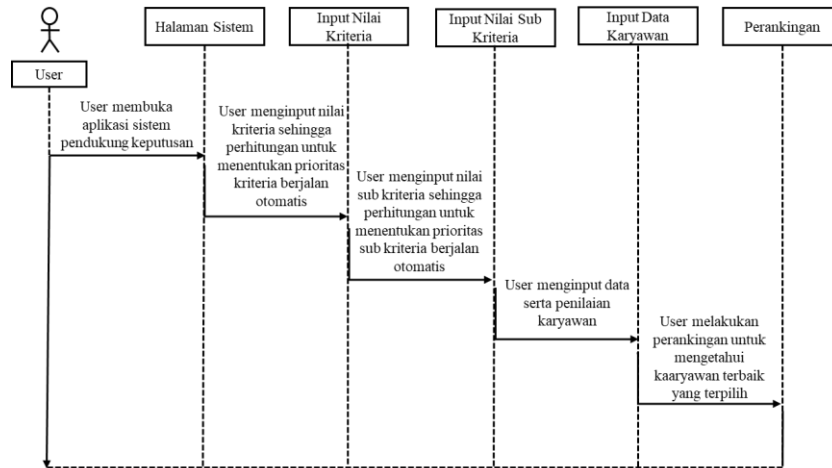 Halaman Sistem
Input Nilai
Kriteria
Input Nilai Sub
Kriteria
Input Data
Karyawan
Perankingan
User
User membuka
aplikasi sistem
pendukung keputusan
User menginput nilai
kriteria sehingga
perhitungan untuk
menentukan prioritas
kriteria berjalan
otomatis
User menginput nilai
sub kriteria sehingga
perhitungan untuk
menentukan prioritas
sub kriteria berjalan
otomatis
User menginput data
serta penilaian
karyawan
User melakukan
perankingan untuk
mengetahui
kaaryawan terbaik
yang terpilih